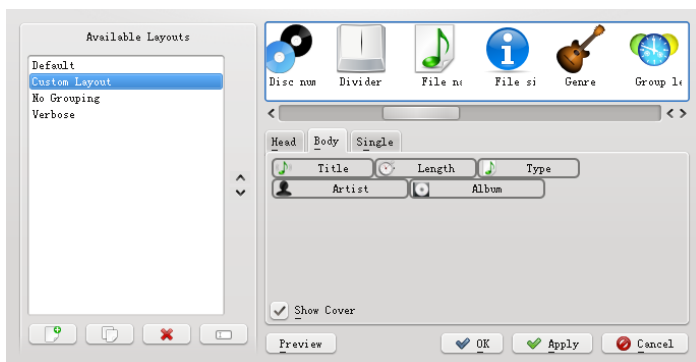 Available Layouts
Default
Custom Layout
No Grouping
Verbose
Disc num
Divider
File na
File si
Genre
Group le
Head Body Single
Title Length Type
Artist Album
Show Cover
Preview OK Apply Cancel